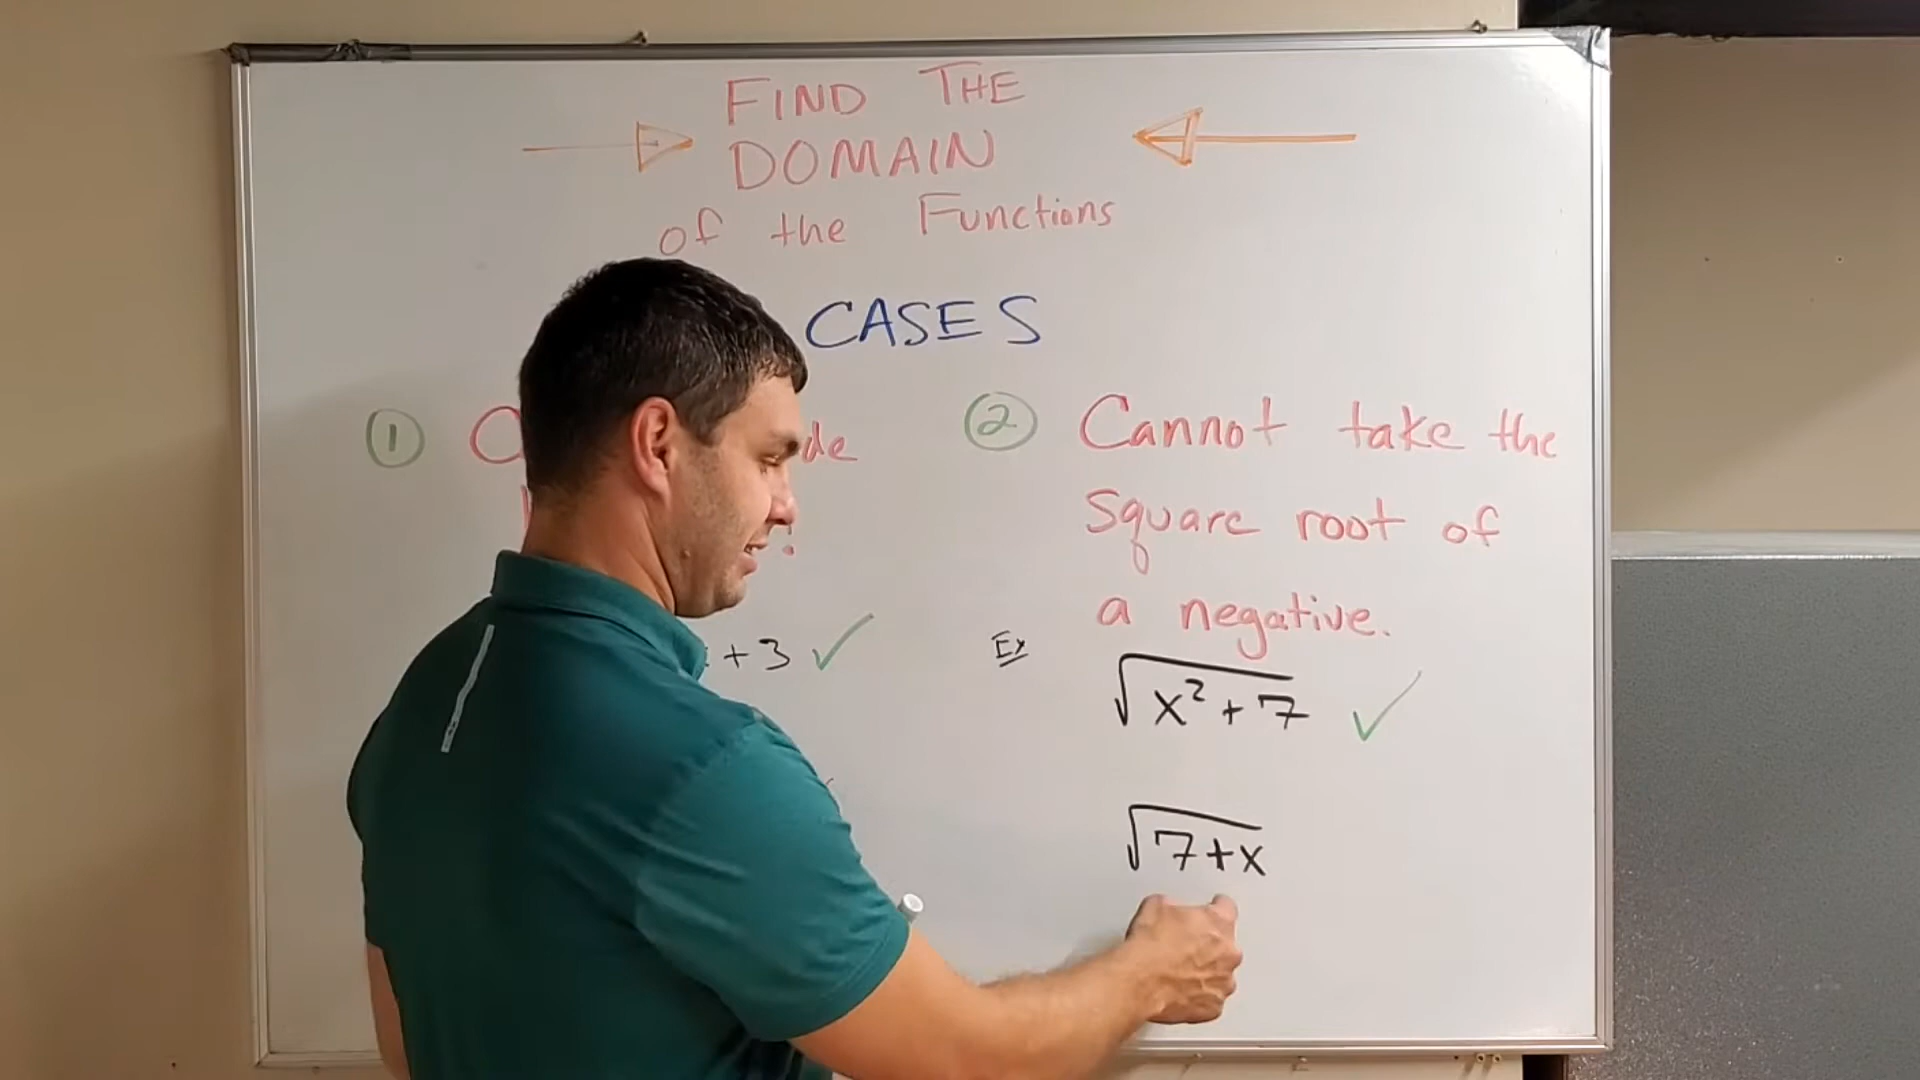 FIND THE
DOMAIN
of the Functions
CASES
1
de
2 Cannot take the
square root of
a negative.
+3 ✓
Ex
√x²+7 ✓
√7+x